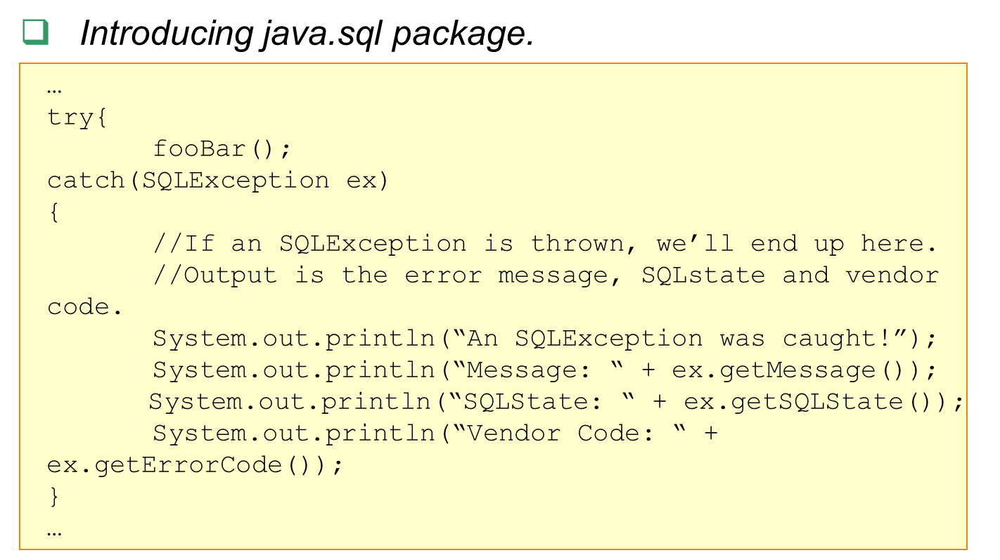 Introducing java.sql package.
…
try{
fooBar();
catch(SQLException ex)
{
//If an SQLException is thrown, we’ll end up here.
//Output is the error message, SQLstate and vendor
code.
System.out.println(“An SQLException was caught!”);
System.out.println(“Message: “ + ex.getMessage());
System.out.println(“SQLState: “ + ex.getSQLState());
System.out.println(“Vendor Code: “ +
ex.getErrorCode());
}
…